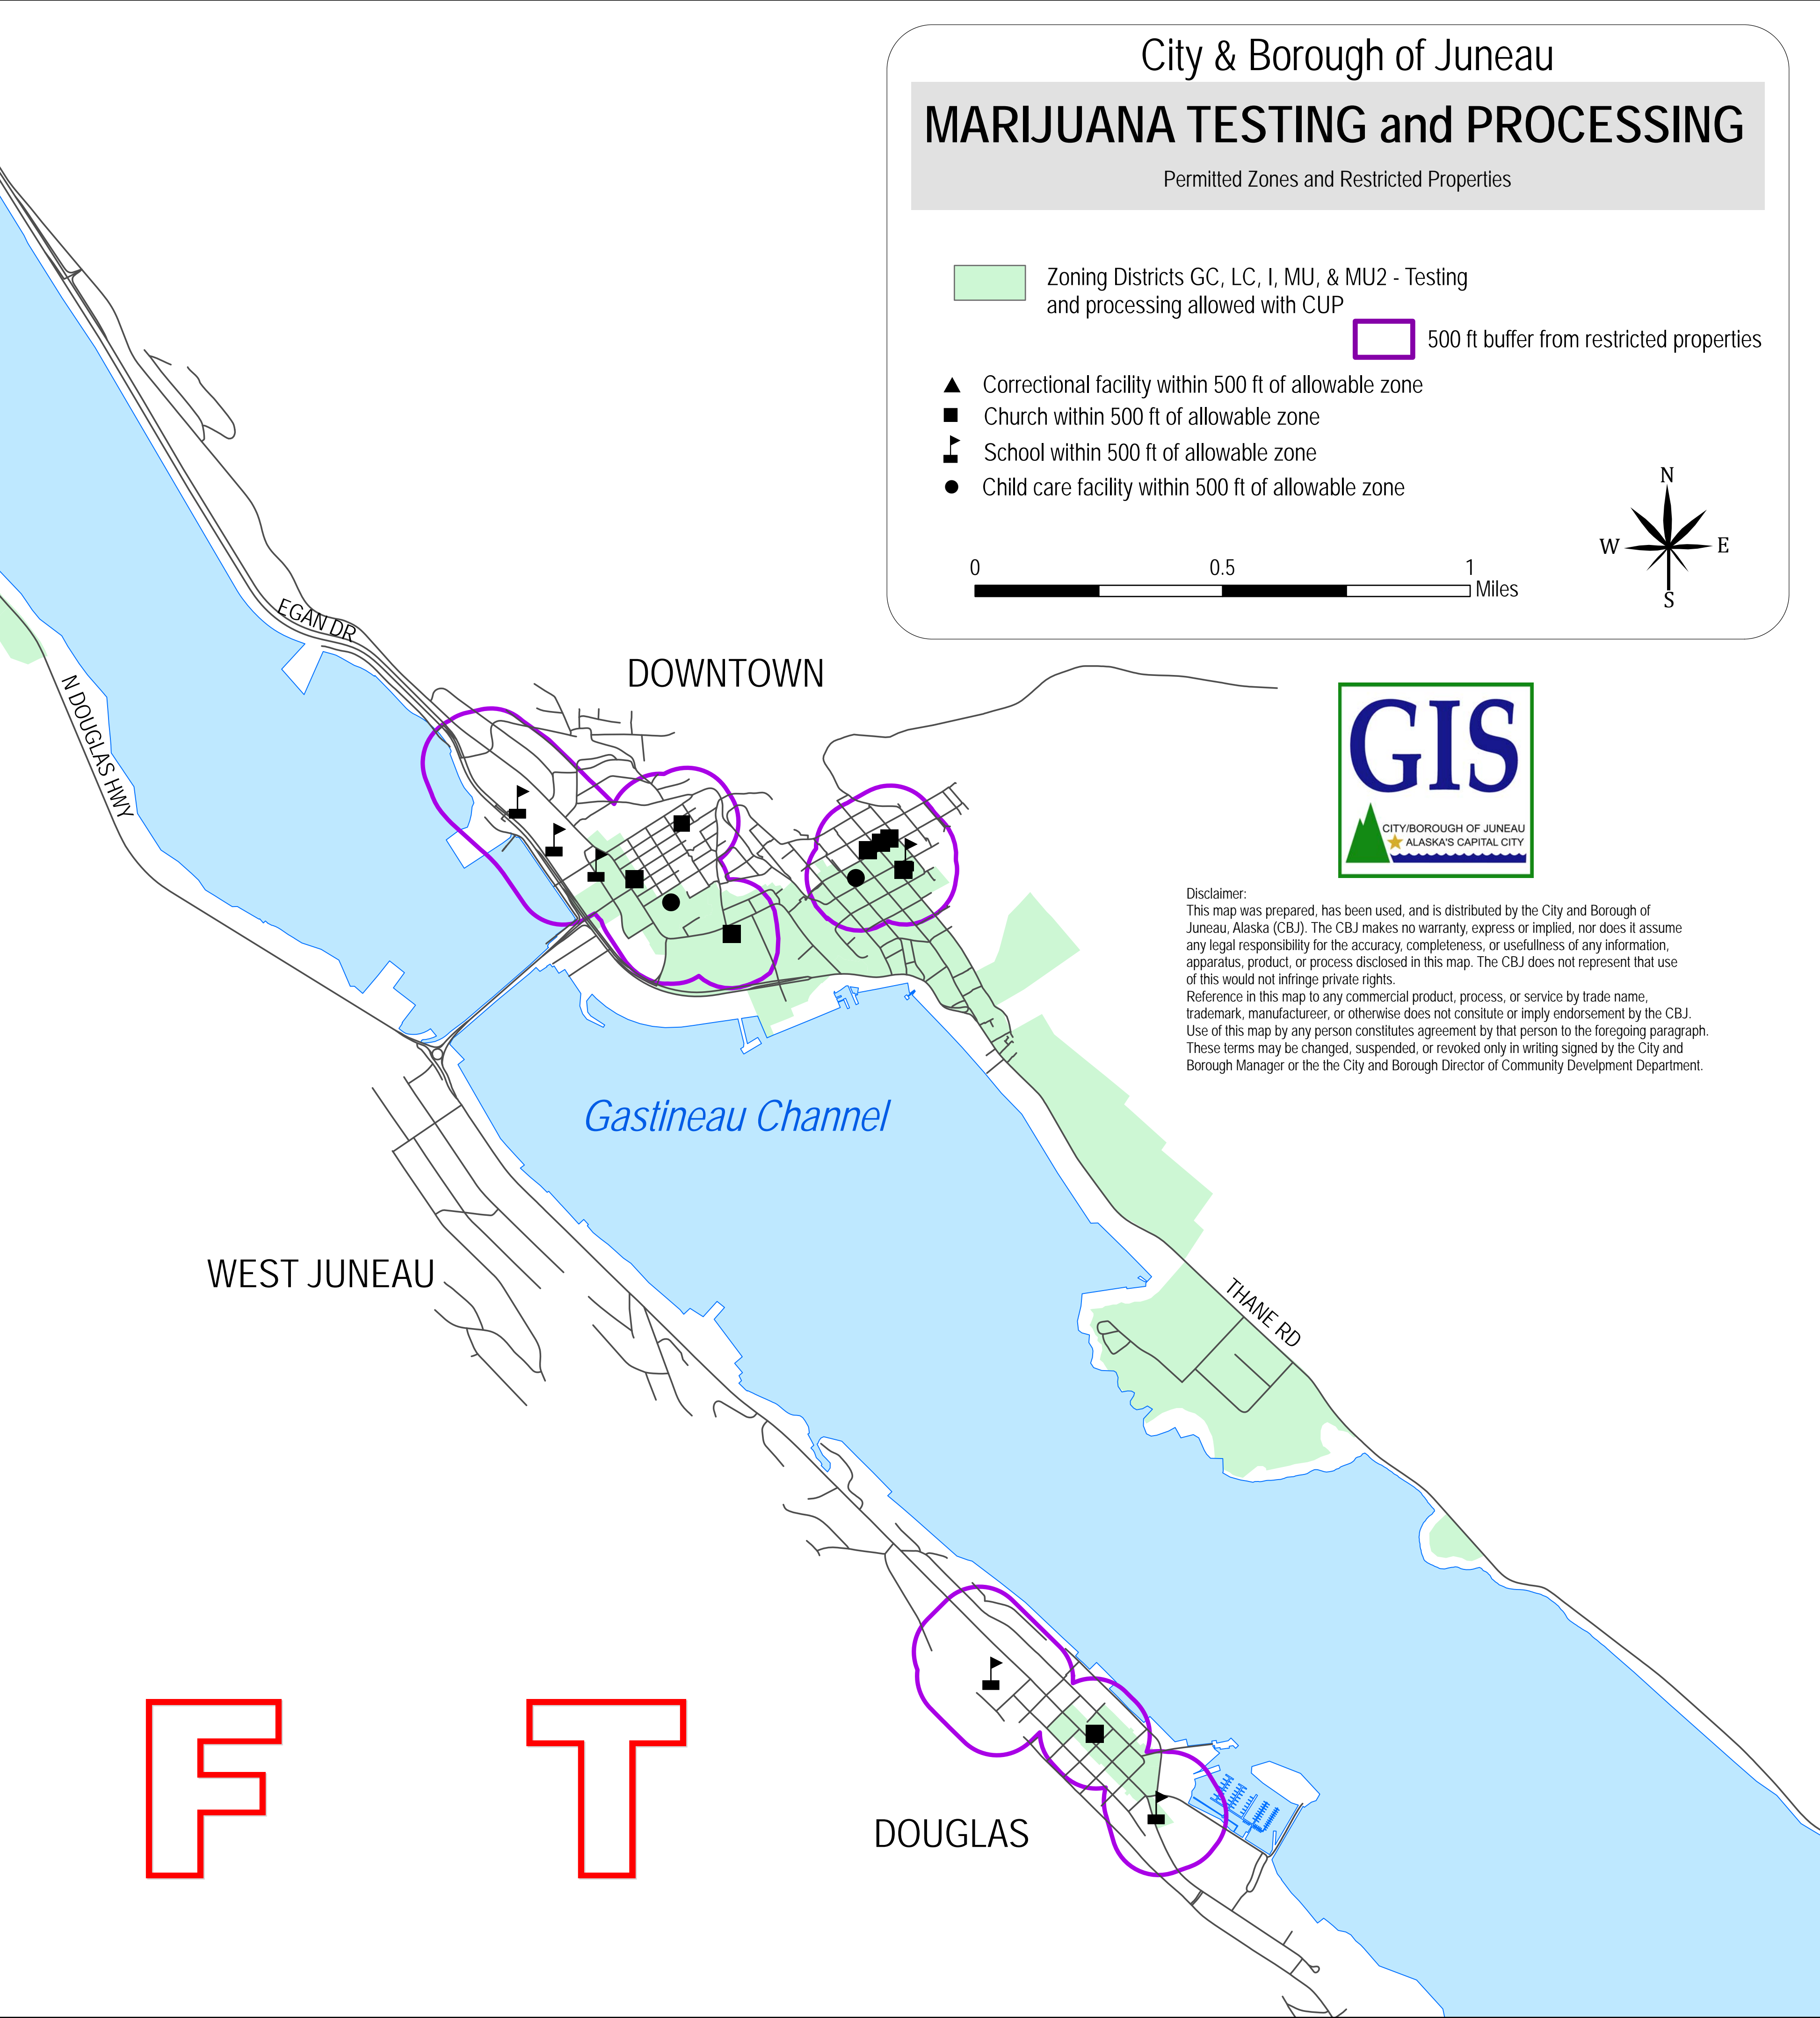 City & Borough of Juneau
MARIJUANA TESTING and PROCESSING
Permitted Zones and Restricted Properties
Zoning Districts GC, LC, I, MU, & MU2 - Testing
and processing allowed with CUP
500 ft buffer from restricted properties
Correctional facility within 500 ft of allowable zone
Church within 500 ft of allowable zone
School within 500 ft of allowable zone
Child care facility within 500 ft of allowable zone
N
W E
S
0 0.5 1
Miles
EGAN DR
DOWNTOWN
N DOUGLAS HWY
GIS
CITY/BOROUGH OF JUNEAU
ALASKA'S CAPITAL CITY
Disclaimer:
This map was prepared, has been used, and is distributed by the City and Borough of
Juneau, Alaska (CBJ). The CBJ makes no warranty, express or implied, nor does it assume
any legal responsibility for the accuracy, completeness, or usefullness of any information,
apparatus, product, or process disclosed in this map. The CBJ does not represent that use
of this would not infringe private rights.
Reference in this map to any commercial product, process, or service by trade name,
trademark, manufactureer, or otherwise does not consitute or imply endorsement by the CBJ.
Use of this map by any person constitutes agreement by that person to the foregoing paragraph.
These terms may be changed, suspended, or revoked only in writing signed by the City and
Borough Manager or the the City and Borough Director of Community Develpment Department.
Gastineau Channel
WEST JUNEAU
THANE RD
F T
DOUGLAS